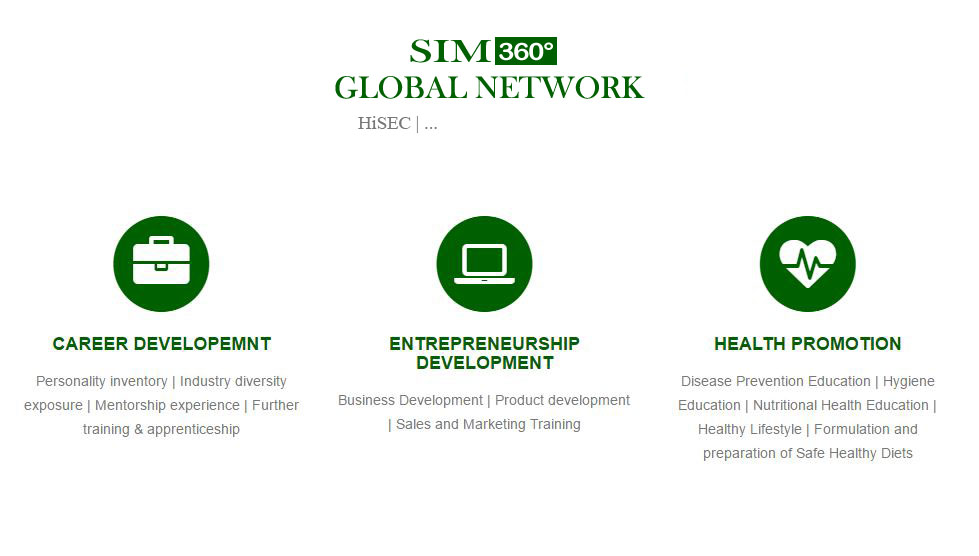 SIM 360°
GLOBAL NETWORK
HiSEC | ...
CAREER DEVELOPEMNT
Personality inventory | Industry diversity
exposure | Mentorship experience | Further
training & apprenticeship
ENTREPRENEURSHIP
DEVELOPMENT
Business Development | Product development
| Sales and Marketing Training
HEALTH PROMOTION
Disease Prevention Education | Hygiene
Education | Nutritional Health Education |
Healthy Lifestyle | Formulation and
preparation of Safe Healthy Diets